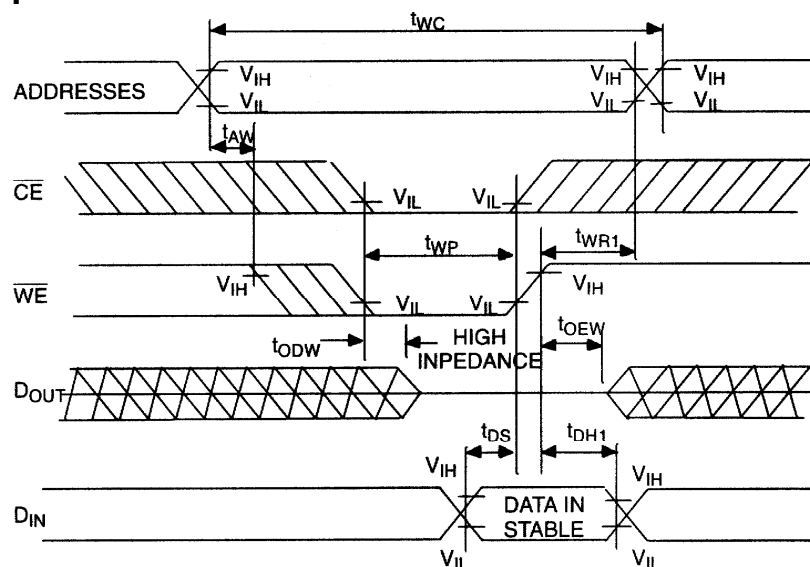 tWC
VIH VIH VIH
ADDRESSES
VIL VIL VIL
tAW
CE
VIL VIL
tWP tWR1
WE
VIH VIH
VIL VIL
tODW
HIGH
INPEDANCE
tOEW
DOUT
tDS tDH1
VIH VIH
DIN
DATA IN
STABLE
VIL VIL